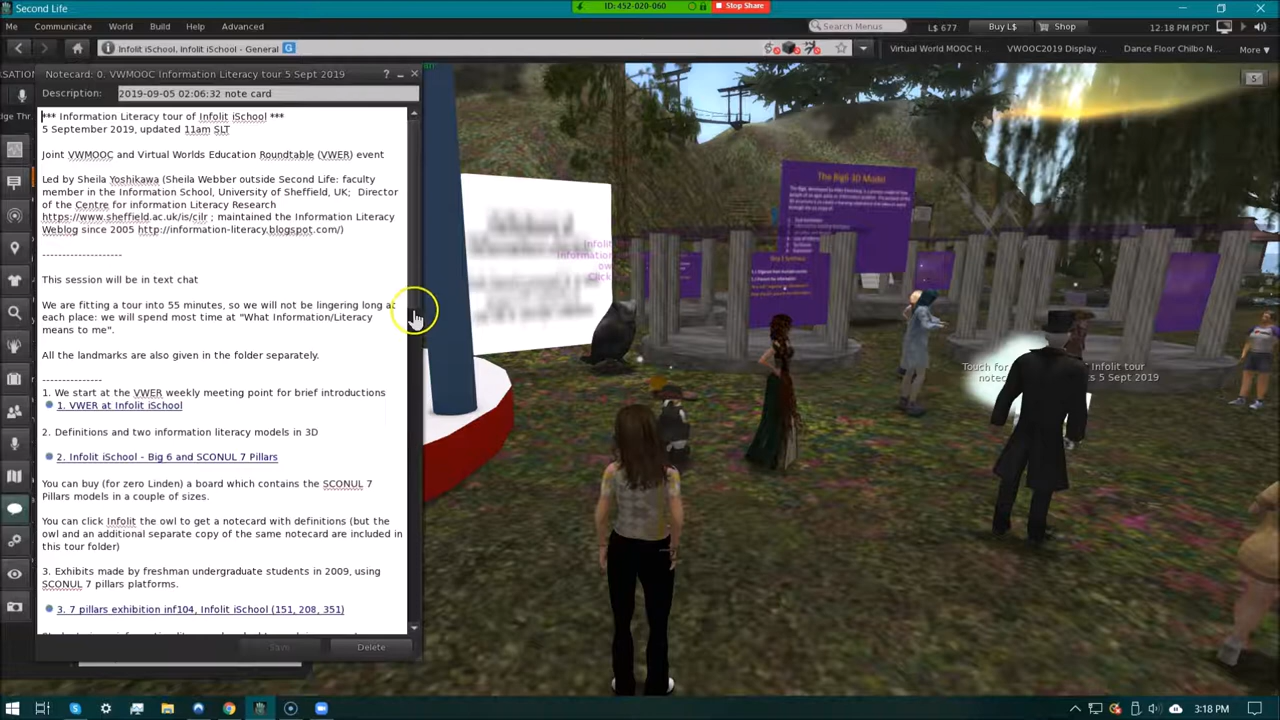 Second Life
ID: 452-020-060
Stop Share
Me Communicate World Build Help Advanced
Search Menus
L$ 677
Buy L$
Shop
12:18 PM PDT
Infolit iSchool, Infolit iSchool - General
Virtual World MOOC H...
VWOOC2019 Display ...
Dance Floor Chilbo N...
More ▾
Notecard: 0. VWMOOC Information Literacy tour 5 Sept 2019
5
Description:
2019-09-05 02:06:32 note card
*** Information Literacy tour of Infolit iSchool ***
5 September 2019, updated 11am SLT
Joint VWMOOC and Virtual Worlds Education Roundtable (VWER) event
Led by Sheila Yoshikawa (Sheila Webber outside Second Life: faculty
member in the Information School, University of Sheffield, UK; Director
of the Centre for Information Literacy Research
https://www.sheffield.ac.uk/is/cilr ; maintained the Information Literacy
Weblog since 2005 http://information-literacy.blogspot.com/)
--------------------
This session will be in text chat
We are fitting a tour into 55 minutes, so we will not be lingering long at
each place: we will spend most time at "What Information/Literacy
means to me".
All the landmarks are also given in the folder separately.
---------------
1. We start at the VWER weekly meeting point for brief introductions
1. VWER at Infolit iSchool
2. Definitions and two information literacy models in 3D
2. Infolit iSchool - Big 6 and SCONUL 7 Pillars
You can buy (for zero Linden) a board which contains the SCONUL 7
Pillars models in a couple of sizes.
You can click Infolit the owl to get a notecard with definitions (but the
owl and an additional separate copy of the same notecard are included in
this tour folder)
3. Exhibits made by freshman undergraduate students in 2009, using
SCONUL 7 pillars platforms.
3. 7 pillars exhibition inf104, Infolit iSchool (151, 208, 351)
Save
Delete
The Big6 3D Model
Touch for
Infolit tour
5 Sept 2019
3:18 PM